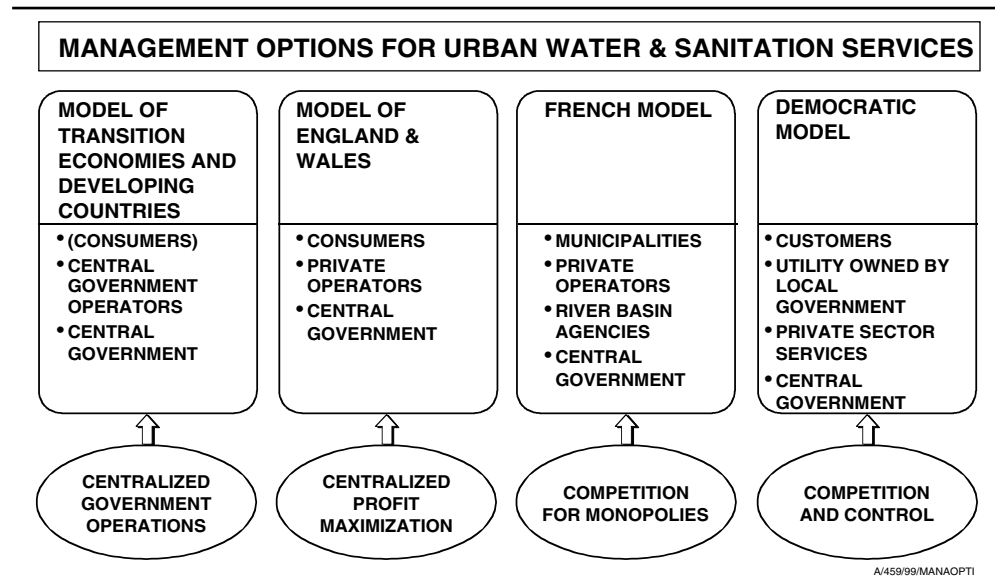 MANAGEMENT OPTIONS FOR URBAN WATER & SANITATION SERVICES
MODEL OF
TRANSITION
ECONOMIES AND
DEVELOPING
COUNTRIES
•(CONSUMERS)
•CENTRAL
GOVERNMENT
OPERATORS
•CENTRAL
GOVERNMENT
CENTRALIZED
GOVERNMENT
OPERATIONS
MODEL OF
ENGLAND &
WALES
•CONSUMERS
•PRIVATE
OPERATORS
•CENTRAL
GOVERNMENT
CENTRALIZED
PROFIT
MAXIMIZATION
FRENCH MODEL
•MUNICIPALITIES
•PRIVATE
OPERATORS
•RIVER BASIN
AGENCIES
•CENTRAL
GOVERNMENT
COMPETITION
FOR MONOPOLIES
DEMOCRATIC
MODEL
•CUSTOMERS
•UTILITY OWNED BY
LOCAL
GOVERNMENT
•PRIVATE SECTOR
SERVICES
•CENTRAL
GOVERNMENT
COMPETITION
AND CONTROL
A/459/99/MANAOPTI